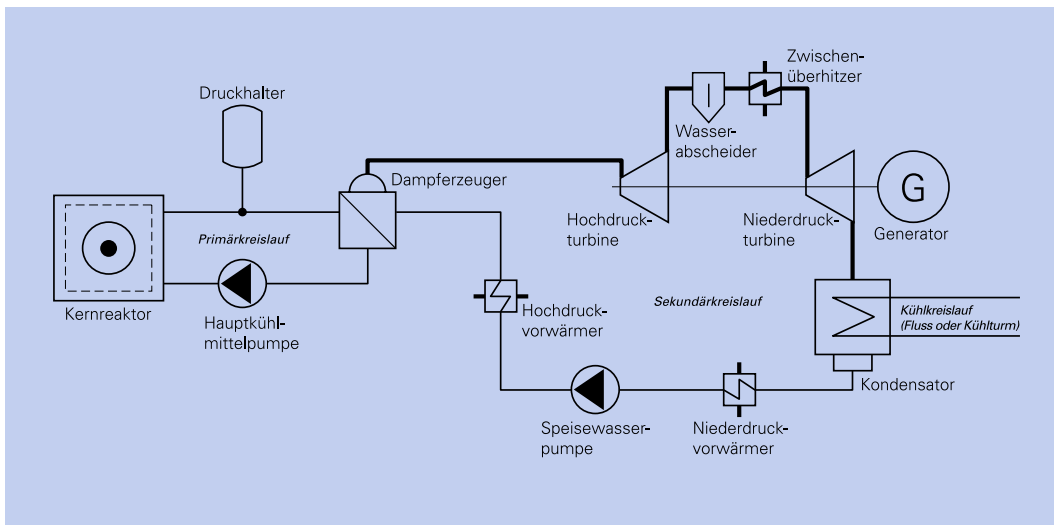 Zwischen-
überhitzer
Druckhalter
Wasser-
abscheider
Dampferzeuger
G
Hochdruck-
turbine
Niederdruck-
turbine
Generator
Primärkreislauf
Kernreaktor
Hauptkühl-
mittelpumpe
Hochdruck-
vorwärmer
Sekundärkreislauf
Kühlkreislauf
(Fluss oder Kühlturm)
Kondensator
Speisewasser-
pumpe
Niederdruck-
vorwärmer